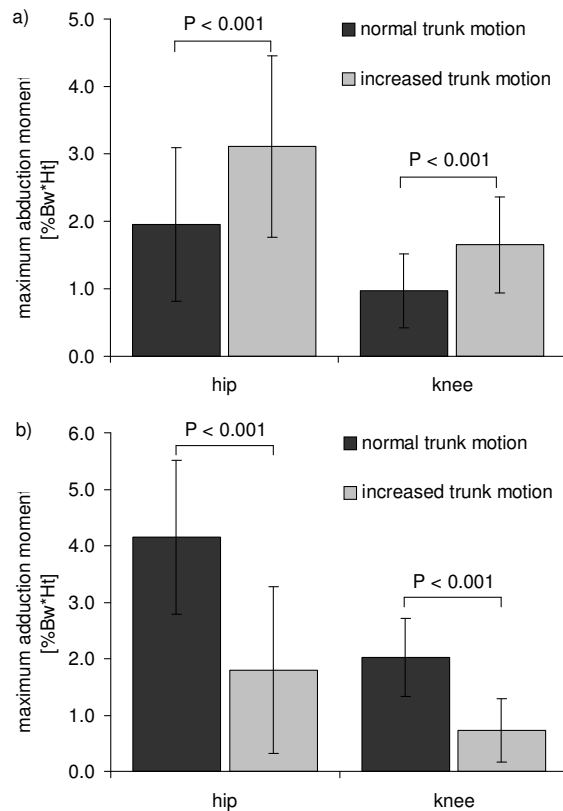 a)
5.0
4.0
3.0
2.0
1.0
0.0
maximum abduction moment
[%Bw*Ht]
P < 0.001
P < 0.001
normal trunk motion
increased trunk motion
hip
knee
b)
6.0
5.0
4.0
3.0
2.0
1.0
0.0
maximum adduction moment
[%Bw*Ht]
P < 0.001
P < 0.001
normal trunk motion
increased trunk motion
hip
knee